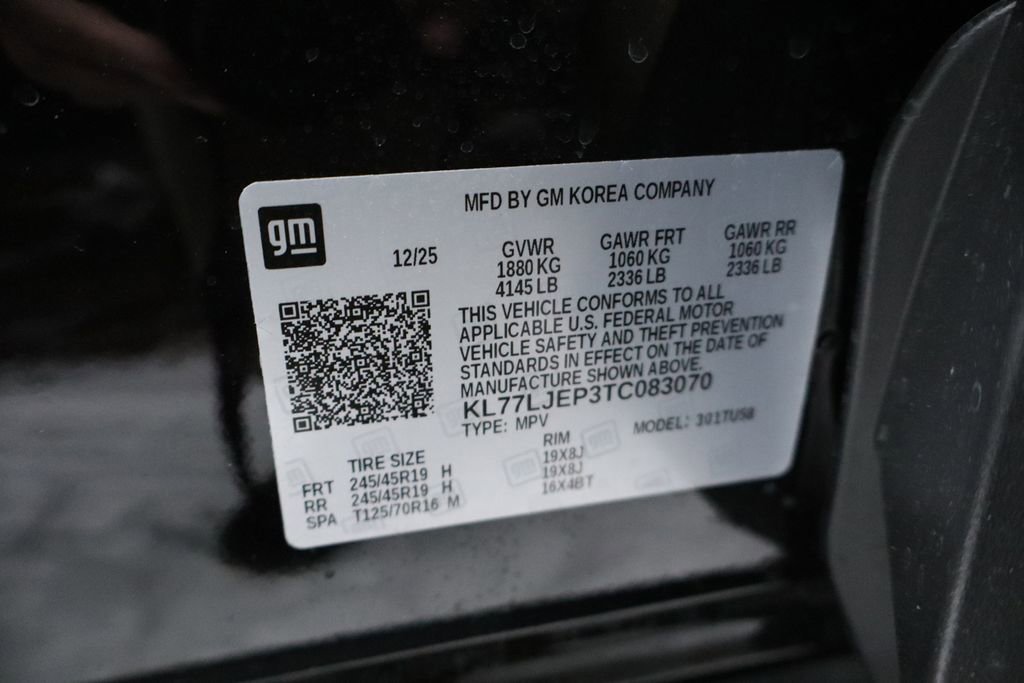 MFD BY GM KOREA COMPANY
gm
12/25
GVWR
1880 KG
4145 LB
GAWR FRT
1060 KG
2336 LB
GAWR RR
1060 KG
2336 LB
THIS VEHICLE CONFORMS TO ALL
APPLICABLE U.S. FEDERAL MOTOR
VEHICLE SAFETY AND THEFT PREVENTION
STANDARDS IN EFFECT ON THE DATE OF
MANUFACTURE SHOWN ABOVE.
KL77LJEP3TC083070
TYPE: MPV
MODEL: 301TU58
TIRE SIZE
RIM
FRT 245/45R19 H 19X8J
RR 245/45R19 H 19X8J
SPA T125/70R16 M 16X4BT